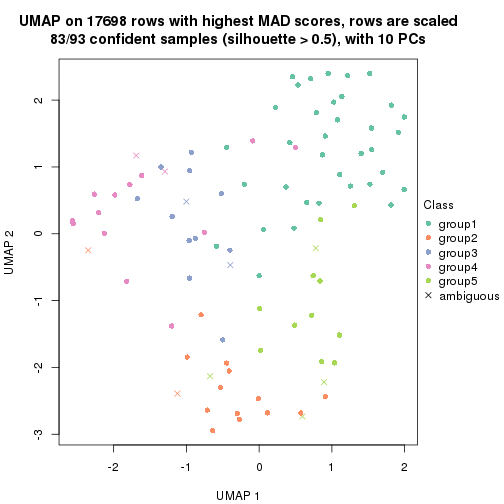 UMAP on 17698 rows with highest MAD scores, rows are scaled
83/93 confident samples (silhouette > 0.5), with 10 PCs
2
1
0
-1
-2
-3
UMAP 2
-2
-1
0
1
2
UMAP 1
Class
group1
group2
group3
group4
group5
ambiguous